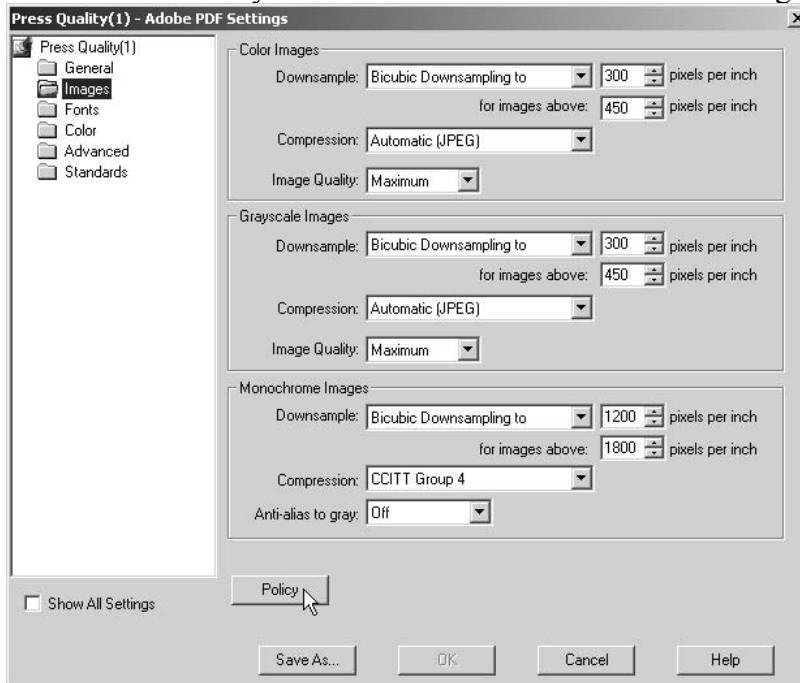 Press Quality(1) - Adobe PDF Settings
Press Quality(1)
General
Images
Fonts
Color
Advanced
Standards
Show All Settings
Color Images
Downsample: Bicubic Downsampling to 300 pixels per inch
for images above: 450 pixels per inch
Compression: Automatic (JPEG)
Image Quality: Maximum
Grayscale Images
Downsample: Bicubic Downsampling to 300 pixels per inch
for images above: 450 pixels per inch
Compression: Automatic (JPEG)
Image Quality: Maximum
Monochrome Images
Downsample: Bicubic Downsampling to 1200 pixels per inch
for images above: 1800 pixels per inch
Compression: CCITT Group 4
Anti-alias to gray: Off
Policy
Save As... OK Cancel Help